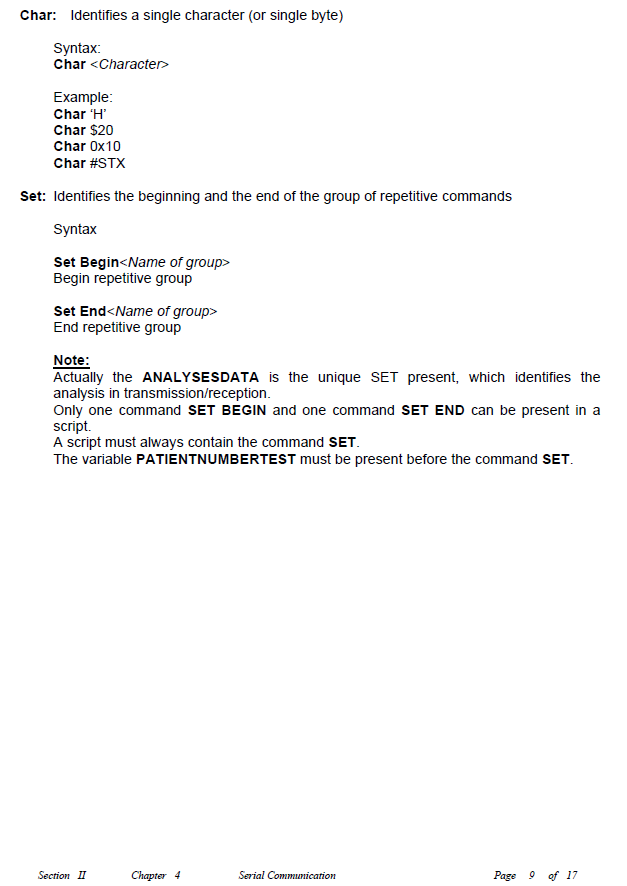 Char: Identifies a single character (or single byte)
Syntax:
Char <Character>
Example:
Char ‘H’
Char $20
Char 0x10
Char #STX
Set: Identifies the beginning and the end of the group of repetitive commands
Syntax
Set Begin<Name of group>
Begin repetitive group
Set End<Name of group>
End repetitive group
Note:
Actually the ANALYSESDATA is the unique SET present, which identifies the
analysis in transmission/reception.
Only one command SET BEGIN and one command SET END can be present in a
script.
A script must always contain the command SET.
The variable PATIENTNUMBERTEST must be present before the command SET.
Section II Chapter 4 Serial Communication Page 9 of 17